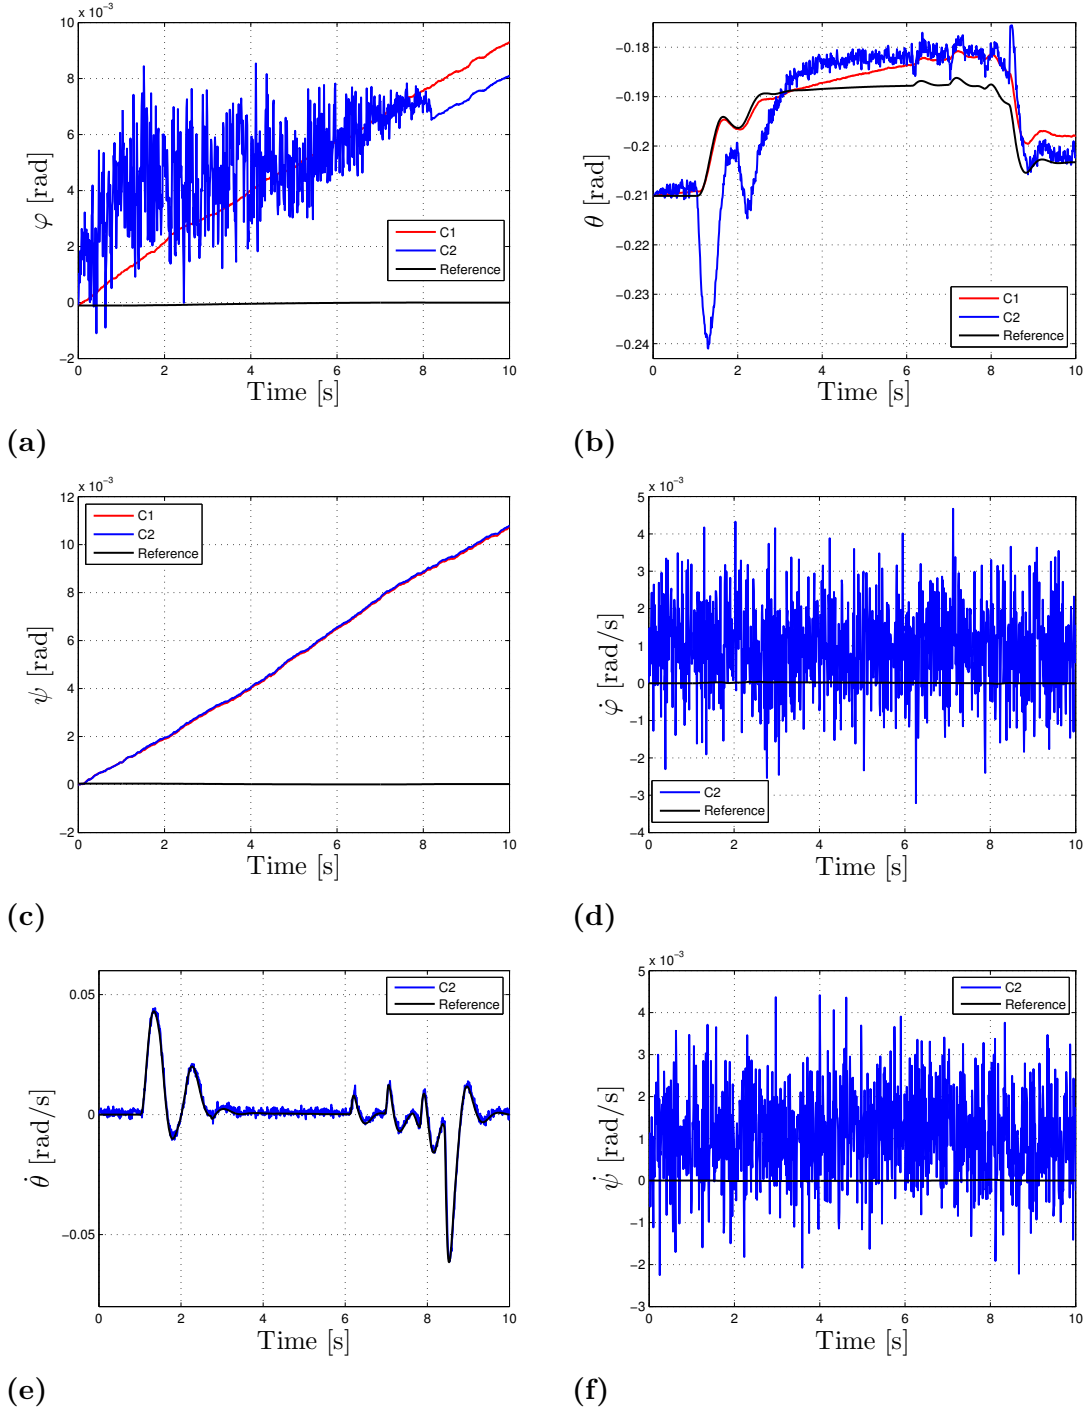 x 10⁻³
10
8
6
4
2
0
−2
φ [rad]
C1
C2
Reference
0 2 4 6 8 10
Time [s]
(a)
−0.18
−0.19
−0.2
−0.21
−0.22
−0.23
−0.24
θ [rad]
C1
C2
Reference
0 2 4 6 8 10
Time [s]
(b)
x 10⁻³
12
10
8
6
4
2
0
−2
ψ [rad]
C1
C2
Reference
0 2 4 6 8 10
Time [s]
(c)
x 10⁻³
5
4
3
2
1
0
−1
−2
−3
−4
φ̇ [rad/s]
C2
Reference
0 2 4 6 8 10
Time [s]
(d)
0.05
0
−0.05
θ̇ [rad/s]
C2
Reference
0 2 4 6 8 10
Time [s]
(e)
x 10⁻³
5
4
3
2
1
0
−1
−2
−3
ψ̇ [rad/s]
C2
Reference
0 2 4 6 8 10
Time [s]
(f)